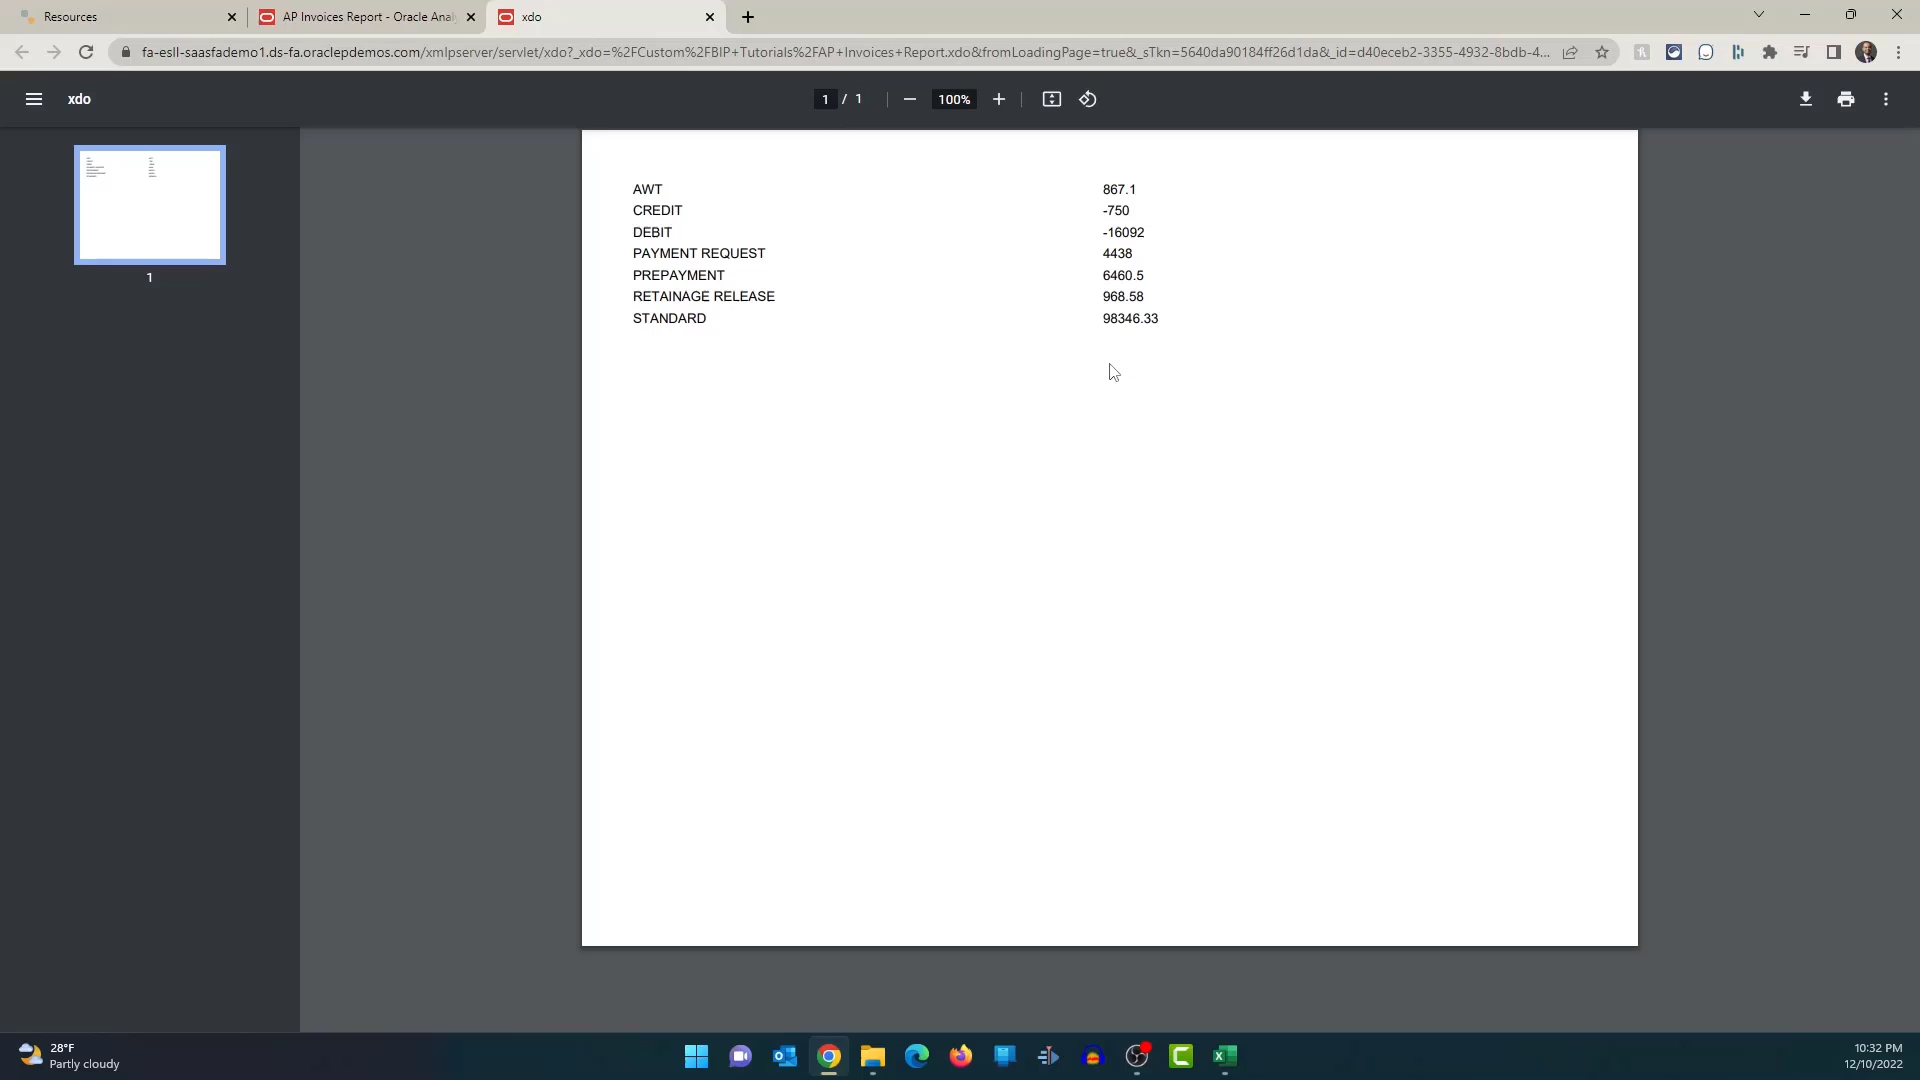 Resources
AP Invoices Report - Oracle Anal
xdo
fa-esll-saasfademo1.ds-fa.oraclepdemos.com/xmlpserver/servlet/xdo?_xdo=%2FCustom%2FBIP+Tutorials%2FAP+Invoices+Report.xdo&fromLoadingPage=true&_sTkn=5640da90184ff26d1da&_id=d40eceb2-3355-4932-8bdb-4...
xdo
1 / 1
100%
1
AWT 867.1
CREDIT -750
DEBIT -16092
PAYMENT REQUEST 4438
PREPAYMENT 6460.5
RETAINAGE RELEASE 968.58
STANDARD 98346.33
28°F
Partly cloudy
10:32 PM
12/10/2022